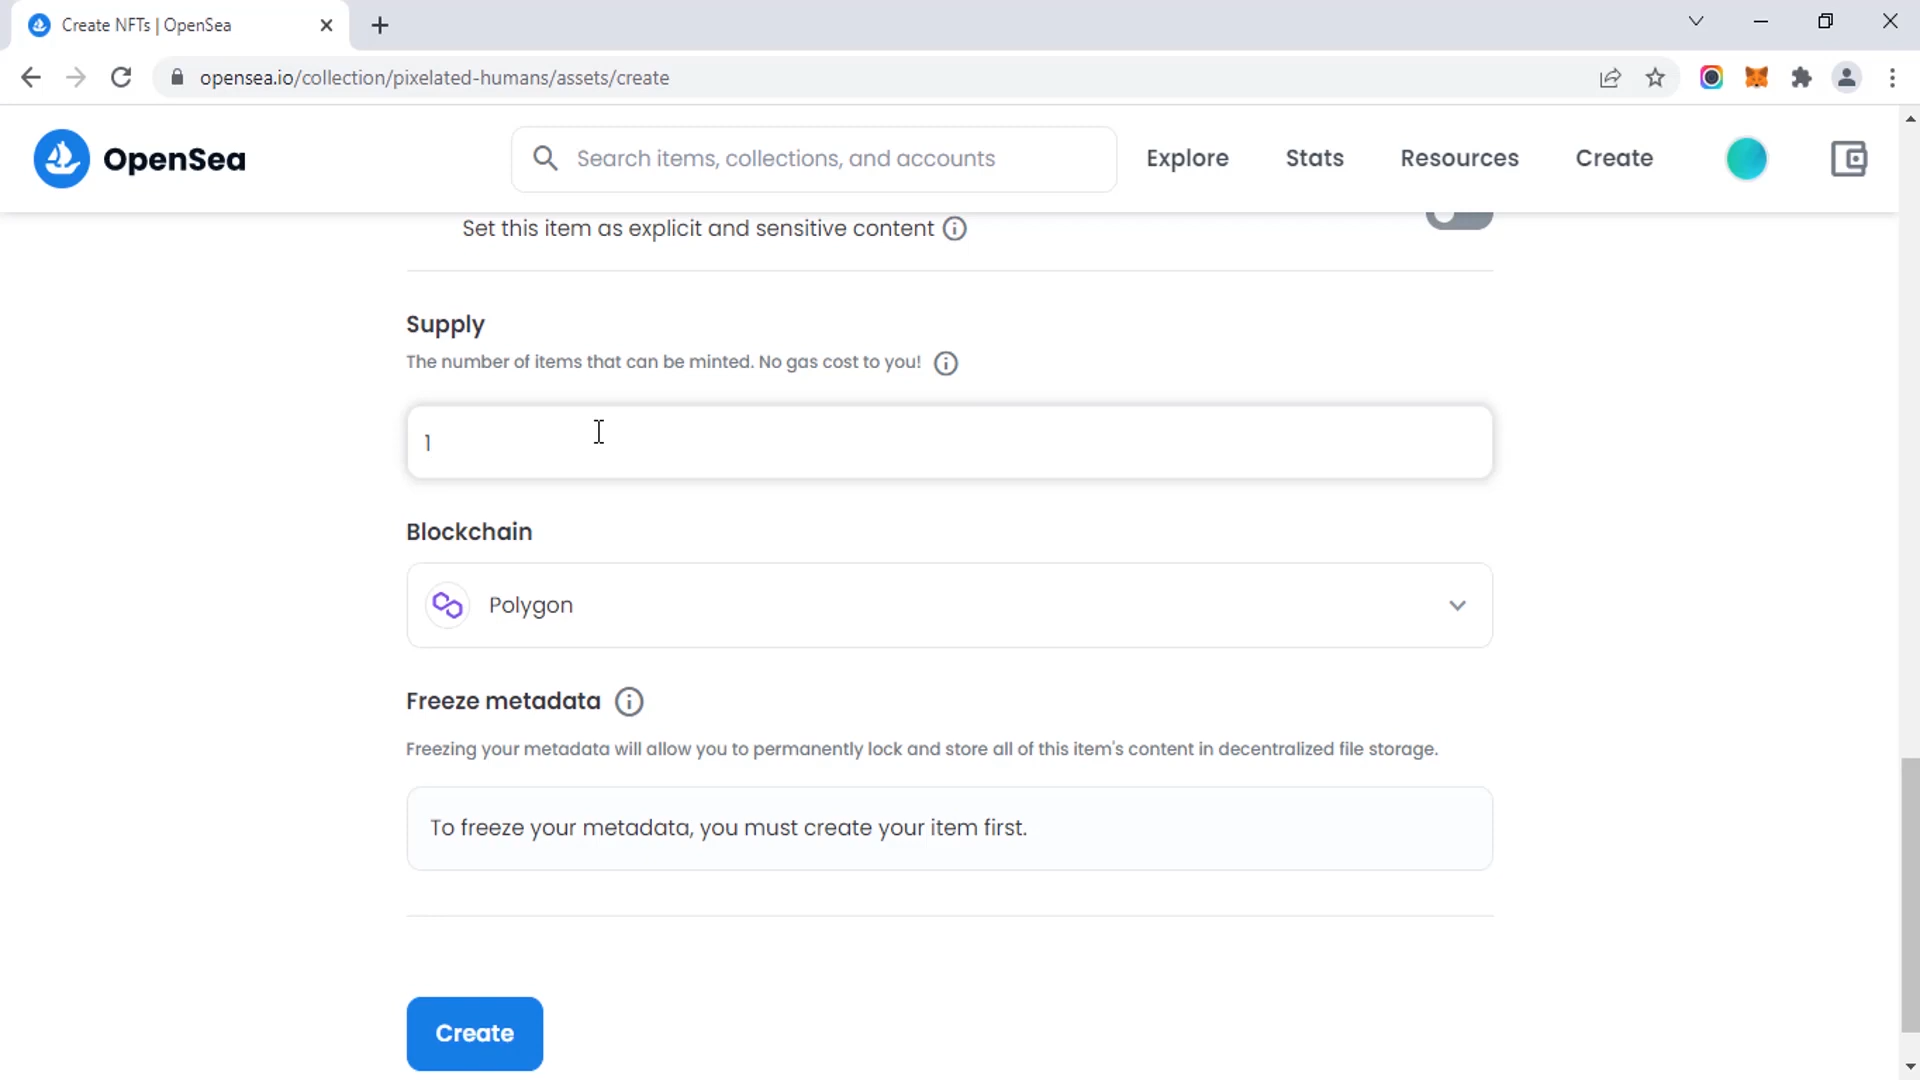 Create NFTs | OpenSea
opensea.io/collection/pixelated-humans/assets/create
OpenSea
Search items, collections, and accounts
Explore
Stats
Resources
Create
Set this item as explicit and sensitive content
Supply
The number of items that can be minted. No gas cost to you!
1
Blockchain
Polygon
Freeze metadata
Freezing your metadata will allow you to permanently lock and store all of this item's content in decentralized file storage.
To freeze your metadata, you must create your item first.
Create